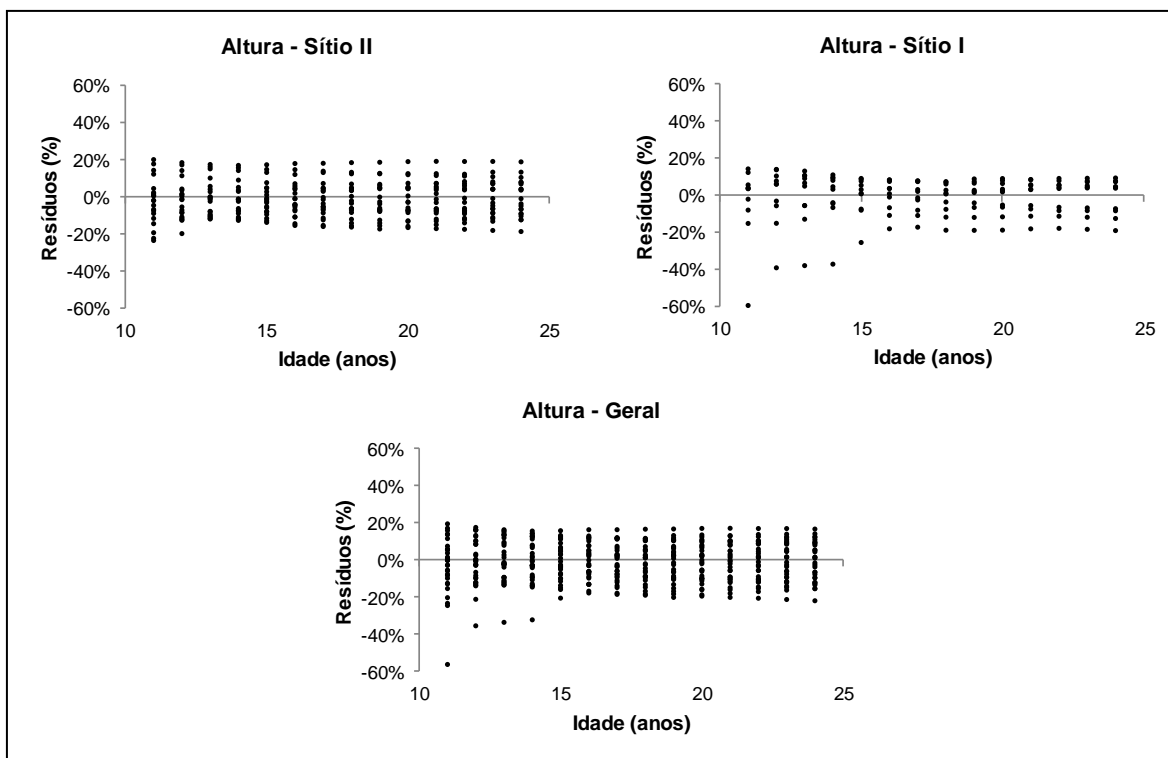 Altura - Sítio II
60%
40%
20%
0%
-20%
-40%
-60%
Resíduos (%)
10 15 20 25
Idade (anos)
Altura - Sítio I
60%
40%
20%
0%
-20%
-40%
-60%
Resíduos (%)
10 15 20 25
Idade (anos)
Altura - Geral
60%
40%
20%
0%
-20%
-40%
-60%
Resíduos (%)
10 15 20 25
Idade (anos)